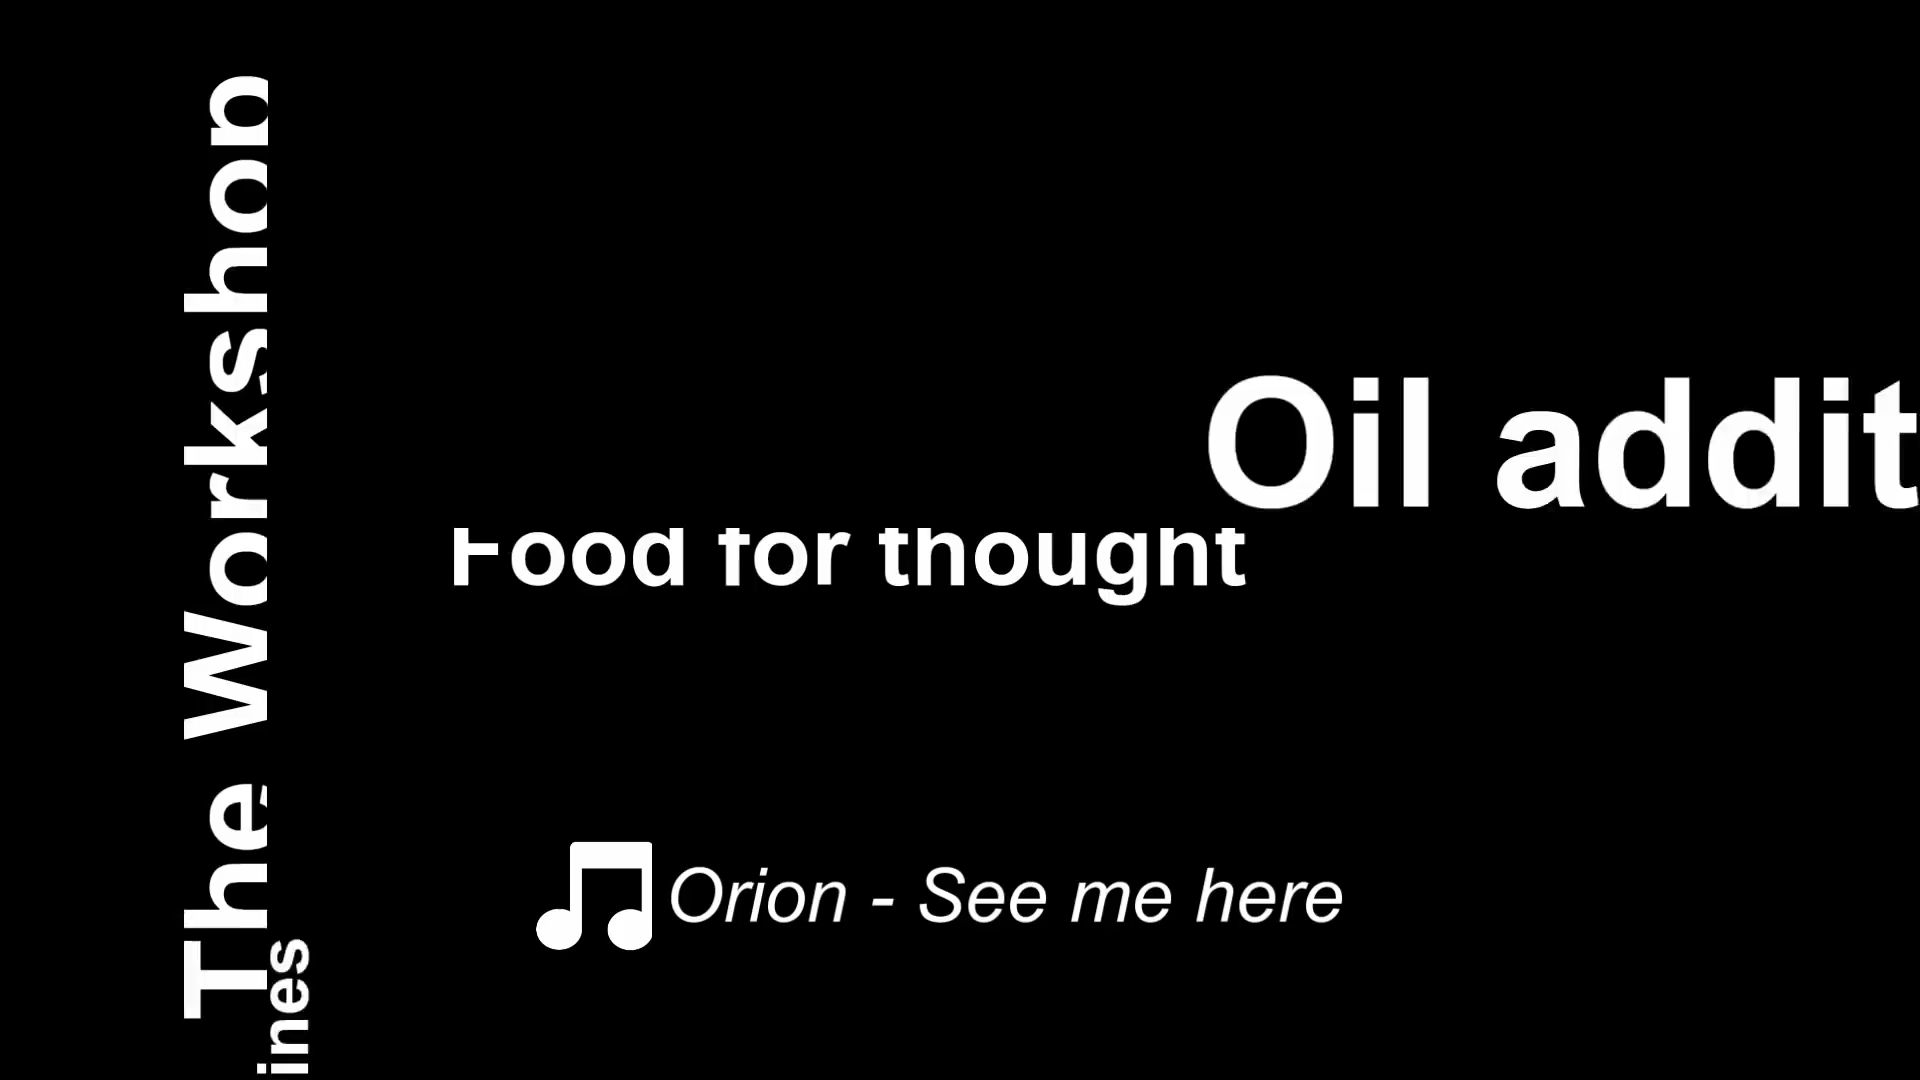 The Workshop
ines
Oil addit
Food for thought
Orion - See me here